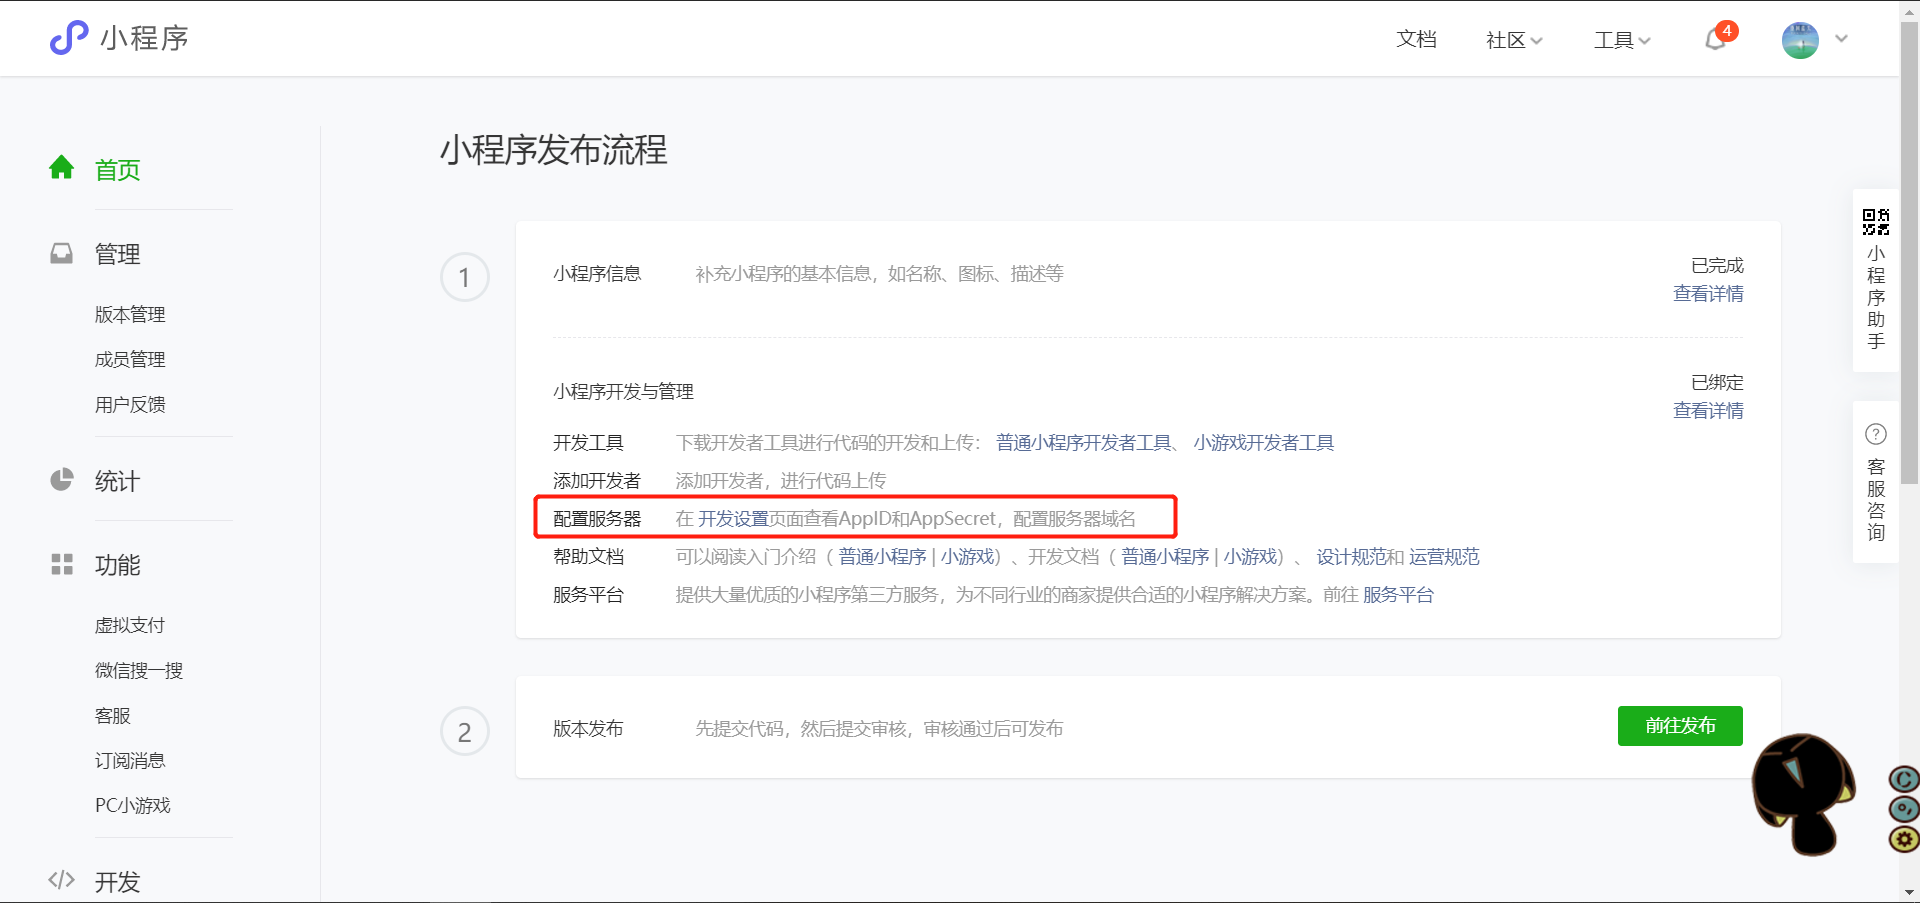 小程序
文档
社区
工具
4
首页
管理
版本管理
成员管理
用户反馈
统计
功能
虚拟支付
微信搜一搜
客服
订阅消息
PC小游戏
开发
小程序发布流程
1
小程序信息 补充小程序的基本信息，如名称、图标、描述等
已完成
查看详情
小程序开发与管理
已绑定
查看详情
开发工具 下载开发者工具进行代码的开发和上传： 普通小程序开发者工具、 小游戏开发者工具
添加开发者 添加开发者，进行代码上传
配置服务器 在 开发设置页面查看AppID和AppSecret，配置服务器域名
帮助文档 可以阅读入门介绍（ 普通小程序 | 小游戏）、开发文档（ 普通小程序 | 小游戏）、 设计规范和 运营规范
服务平台 提供大量优质的小程序第三方服务，为不同行业的商家提供合适的小程序解决方案。前往 服务平台
2
版本发布 先提交代码，然后提交审核，审核通过后可发布
前往发布
小程序助手
客服咨询